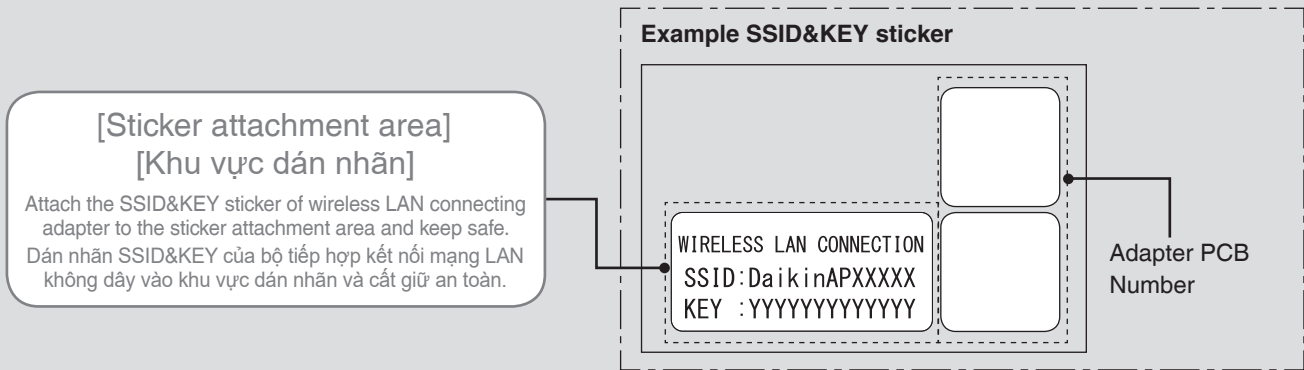 Example SSID&KEY sticker
[Sticker attachment area]
[Khu vực dán nhãn]
Attach the SSID&KEY sticker of wireless LAN connecting
adapter to the sticker attachment area and keep safe.
Dán nhãn SSID&KEY của bộ tiếp hợp kết nối mạng LAN
không dây vào khu vực dán nhãn và cất giữ an toàn.
WIRELESS LAN CONNECTION
SSID:DaikinAPXXXXX
KEY :YYYYYYYYYYYYY
Adapter PCB
Number